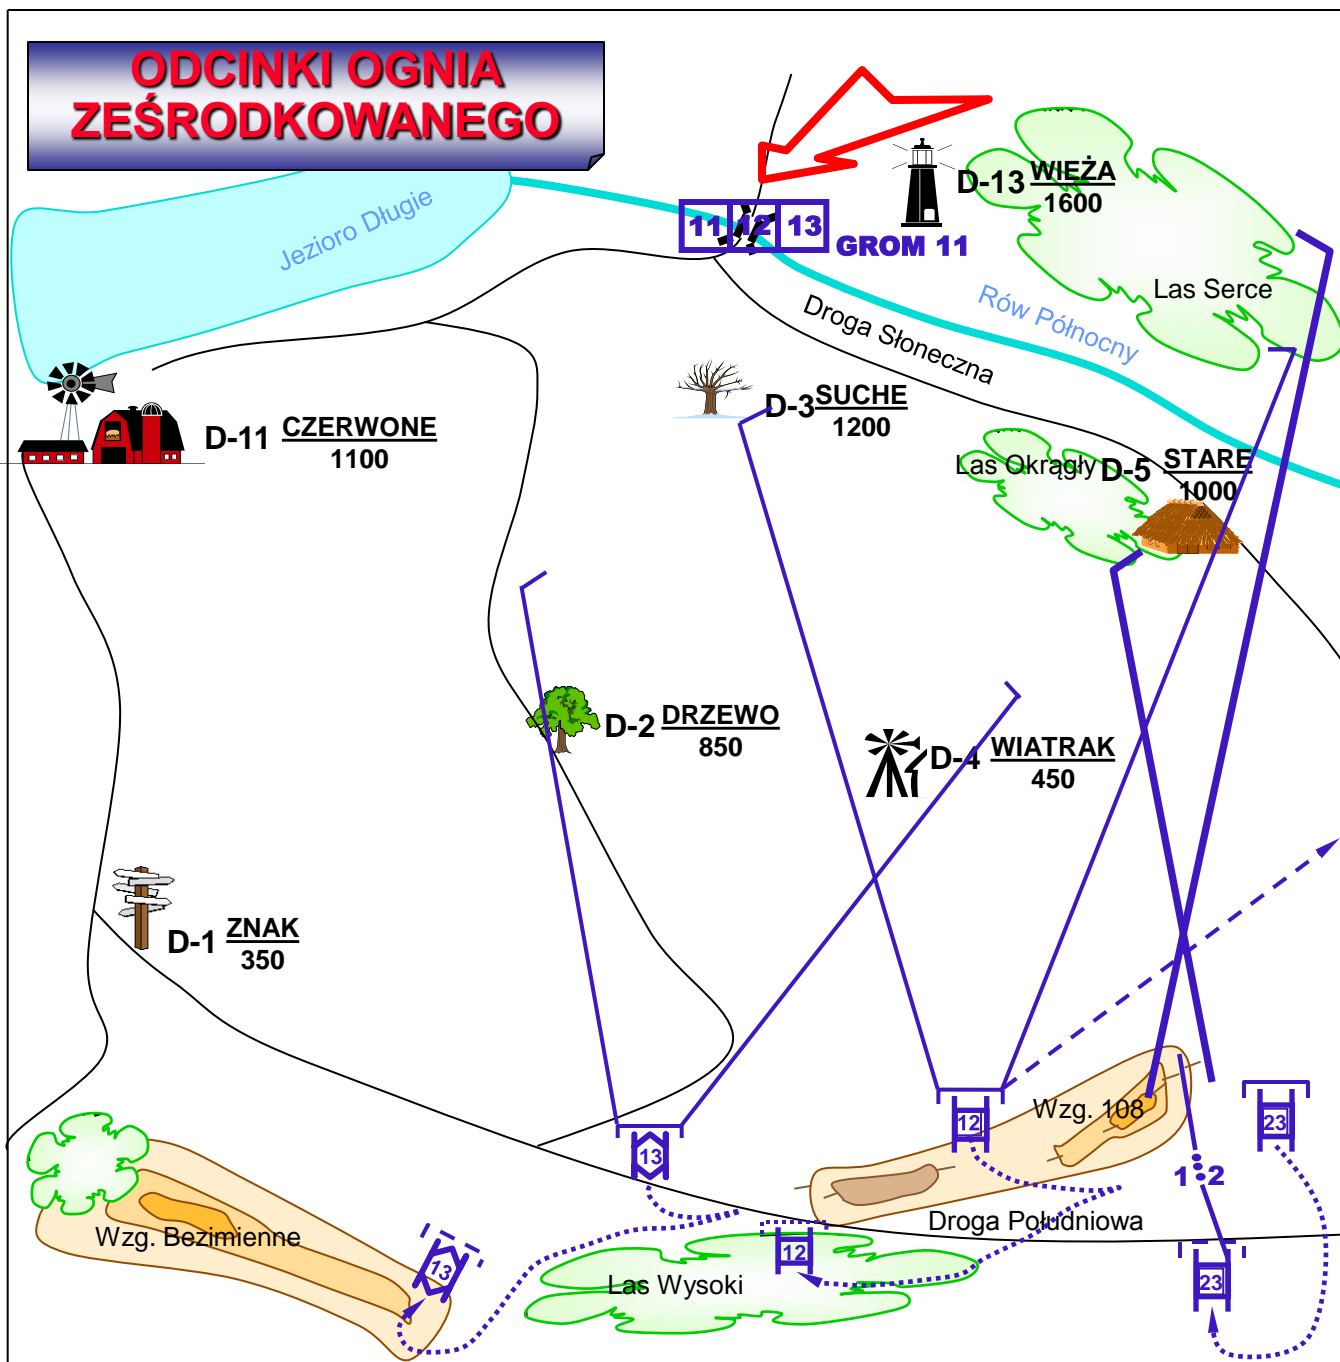 ODCINKI OGNIA
ZEŚRODKOWANEGO
D-13 WIEŻA
1600
Jezioro Długie
11 12 13
GROM 11
Las Serce
Rów Północny
Droga Słoneczna
D-3 SUCHE
1200
D-11 CZERWONE
1100
Las Okrągły
D-5 STARE
1000
D-2 DRZEWO
850
D-4 WIATRAK
450
D-1 ZNAK
350
Wzg. 108
12
23
13
1 2
Droga Południowa
Wzg. Bezimienne
12
13
Las Wysoki
23